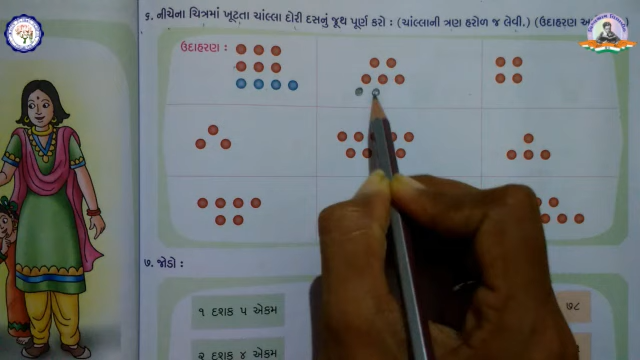 ૬. નીચેના ચિત્રમાં ખૂટતા ચાંલ્લા દોરી દસનું જૂથ પૂર્ણ કરો : (ચાંલ્લાની ત્રણ હરોળ જ લેવી.) (ઉદાહરણ
ઉદાહરણ :
૭. જોડો :
૧ દશક ૫ એકમ
૭૮
૨ દશક ૪ એકમ